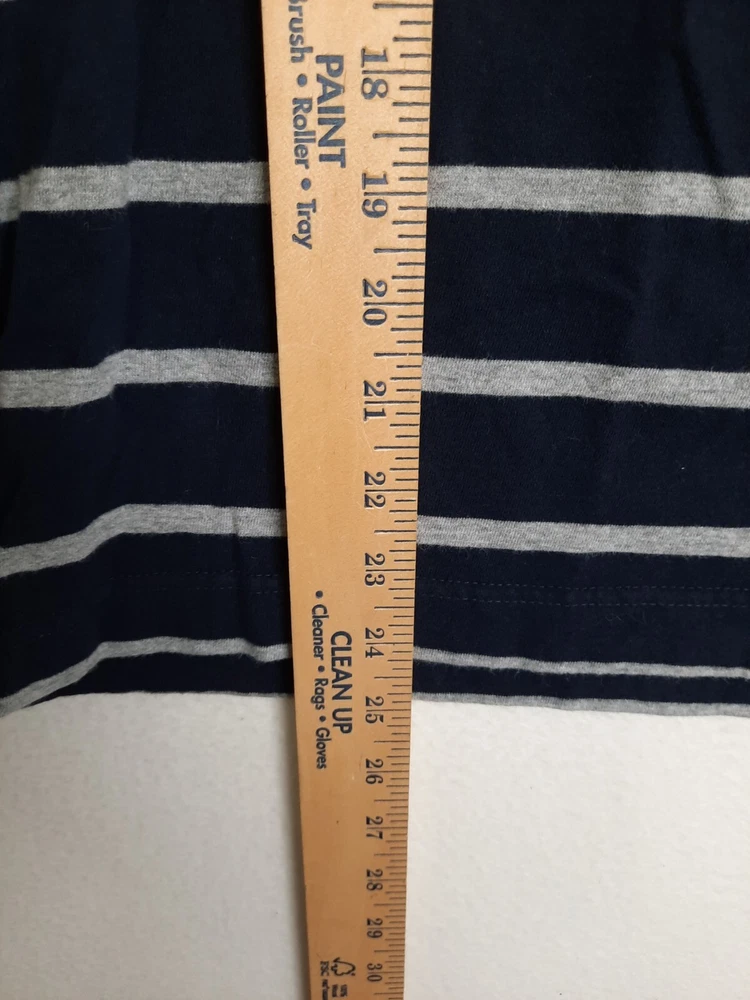 Brush • Roller • Tray
PAINT
18
19
20
21
22
23
24
25
26
27
28
29
30
CLEAN UP
• Cleaner • Rags • Gloves
FSC